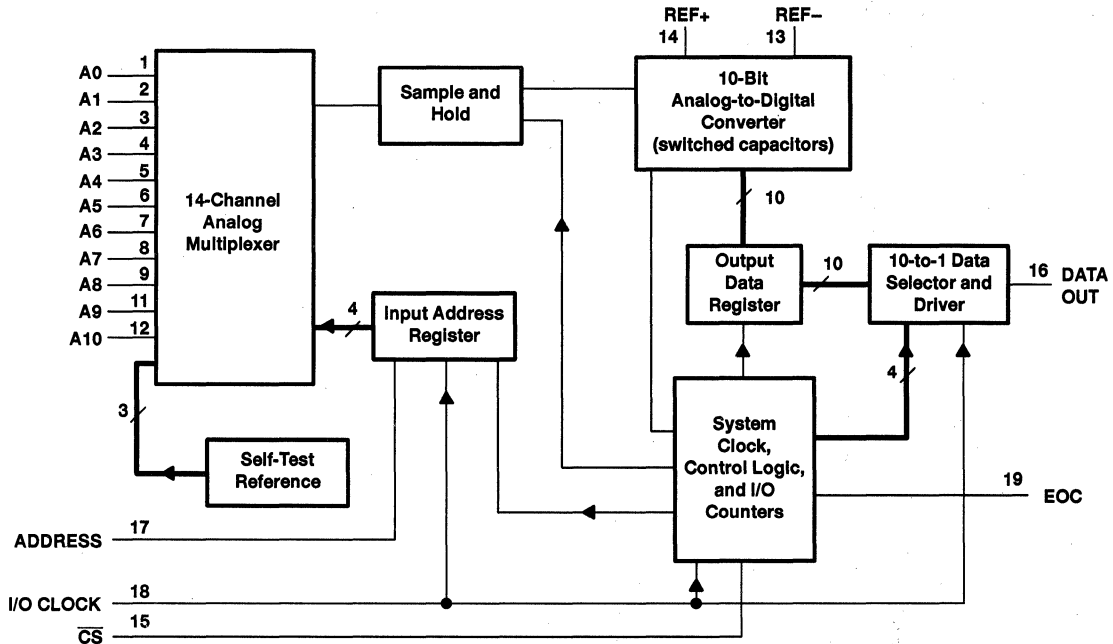 REF+
REF–
14
13
A0
1
A1
2
A2
3
A3
4
A4
5
A5
6
A6
7
A7
8
A8
9
A9
11
A10
12
14-Channel
Analog
Multiplexer
Sample and
Hold
10-Bit
Analog-to-Digital
Converter
(switched capacitors)
10
Output
Data
Register
10
10-to-1 Data
Selector and
Driver
16
DATA
OUT
4
Input Address
Register
4
3
Self-Test
Reference
System
Clock,
Control Logic,
and I/O
Counters
19
EOC
ADDRESS
17
I/O CLOCK
18
C̅S̅
15